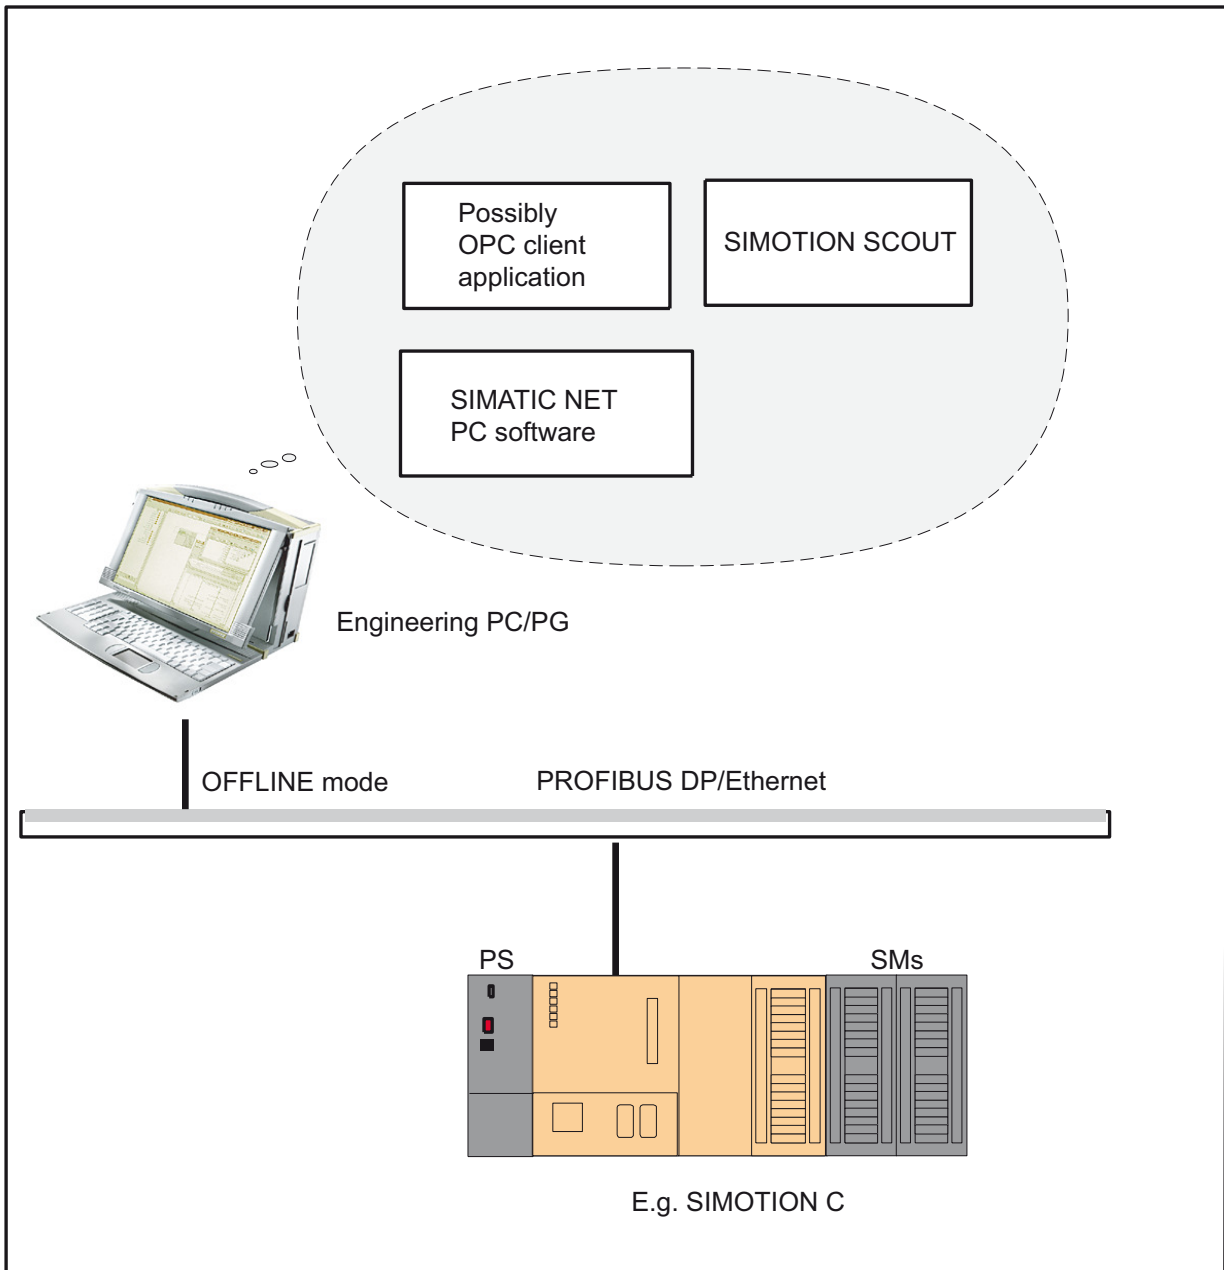 Possibly
OPC client
application
SIMOTION SCOUT
SIMATIC NET
PC software
Engineering PC/PG
OFFLINE mode
PROFIBUS DP/Ethernet
PS
SMs
E.g. SIMOTION C